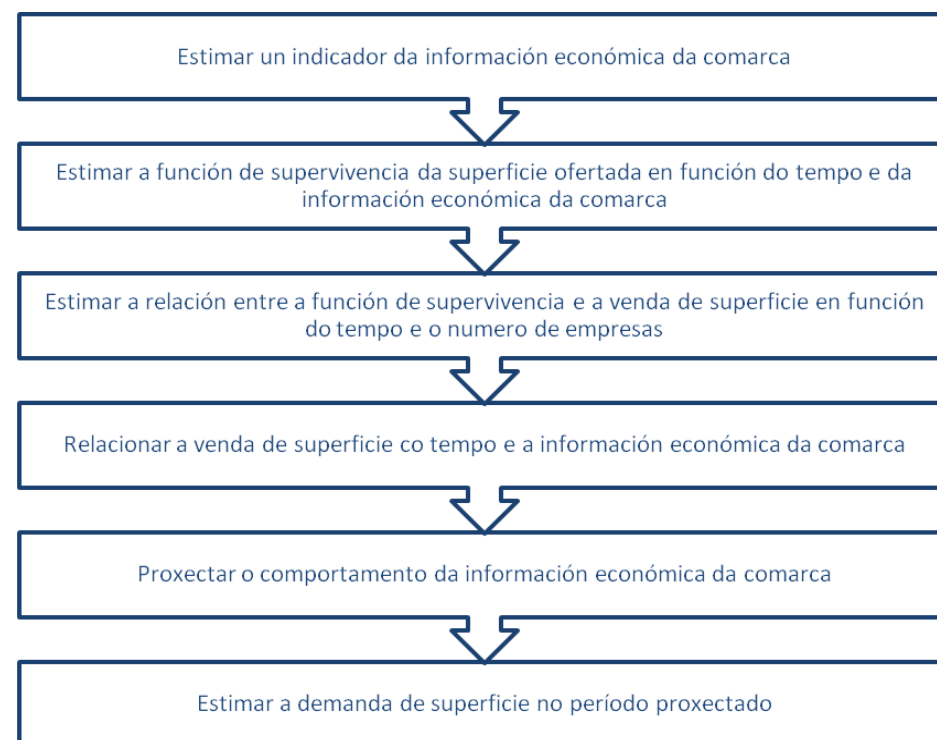 Estimar un indicador da información económica da comarca
Estimar a función de supervivencia da superficie ofertada en función do tempo e da
información económica da comarca
Estimar a relación entre a función de supervivencia e a venda de superficie en función
do tempo e o numero de empresas
Relacionar a venda de superficie co tempo e a información económica da comarca
Proxectar o comportamento da información económica da comarca
Estimar a demanda de superficie no período proxectado